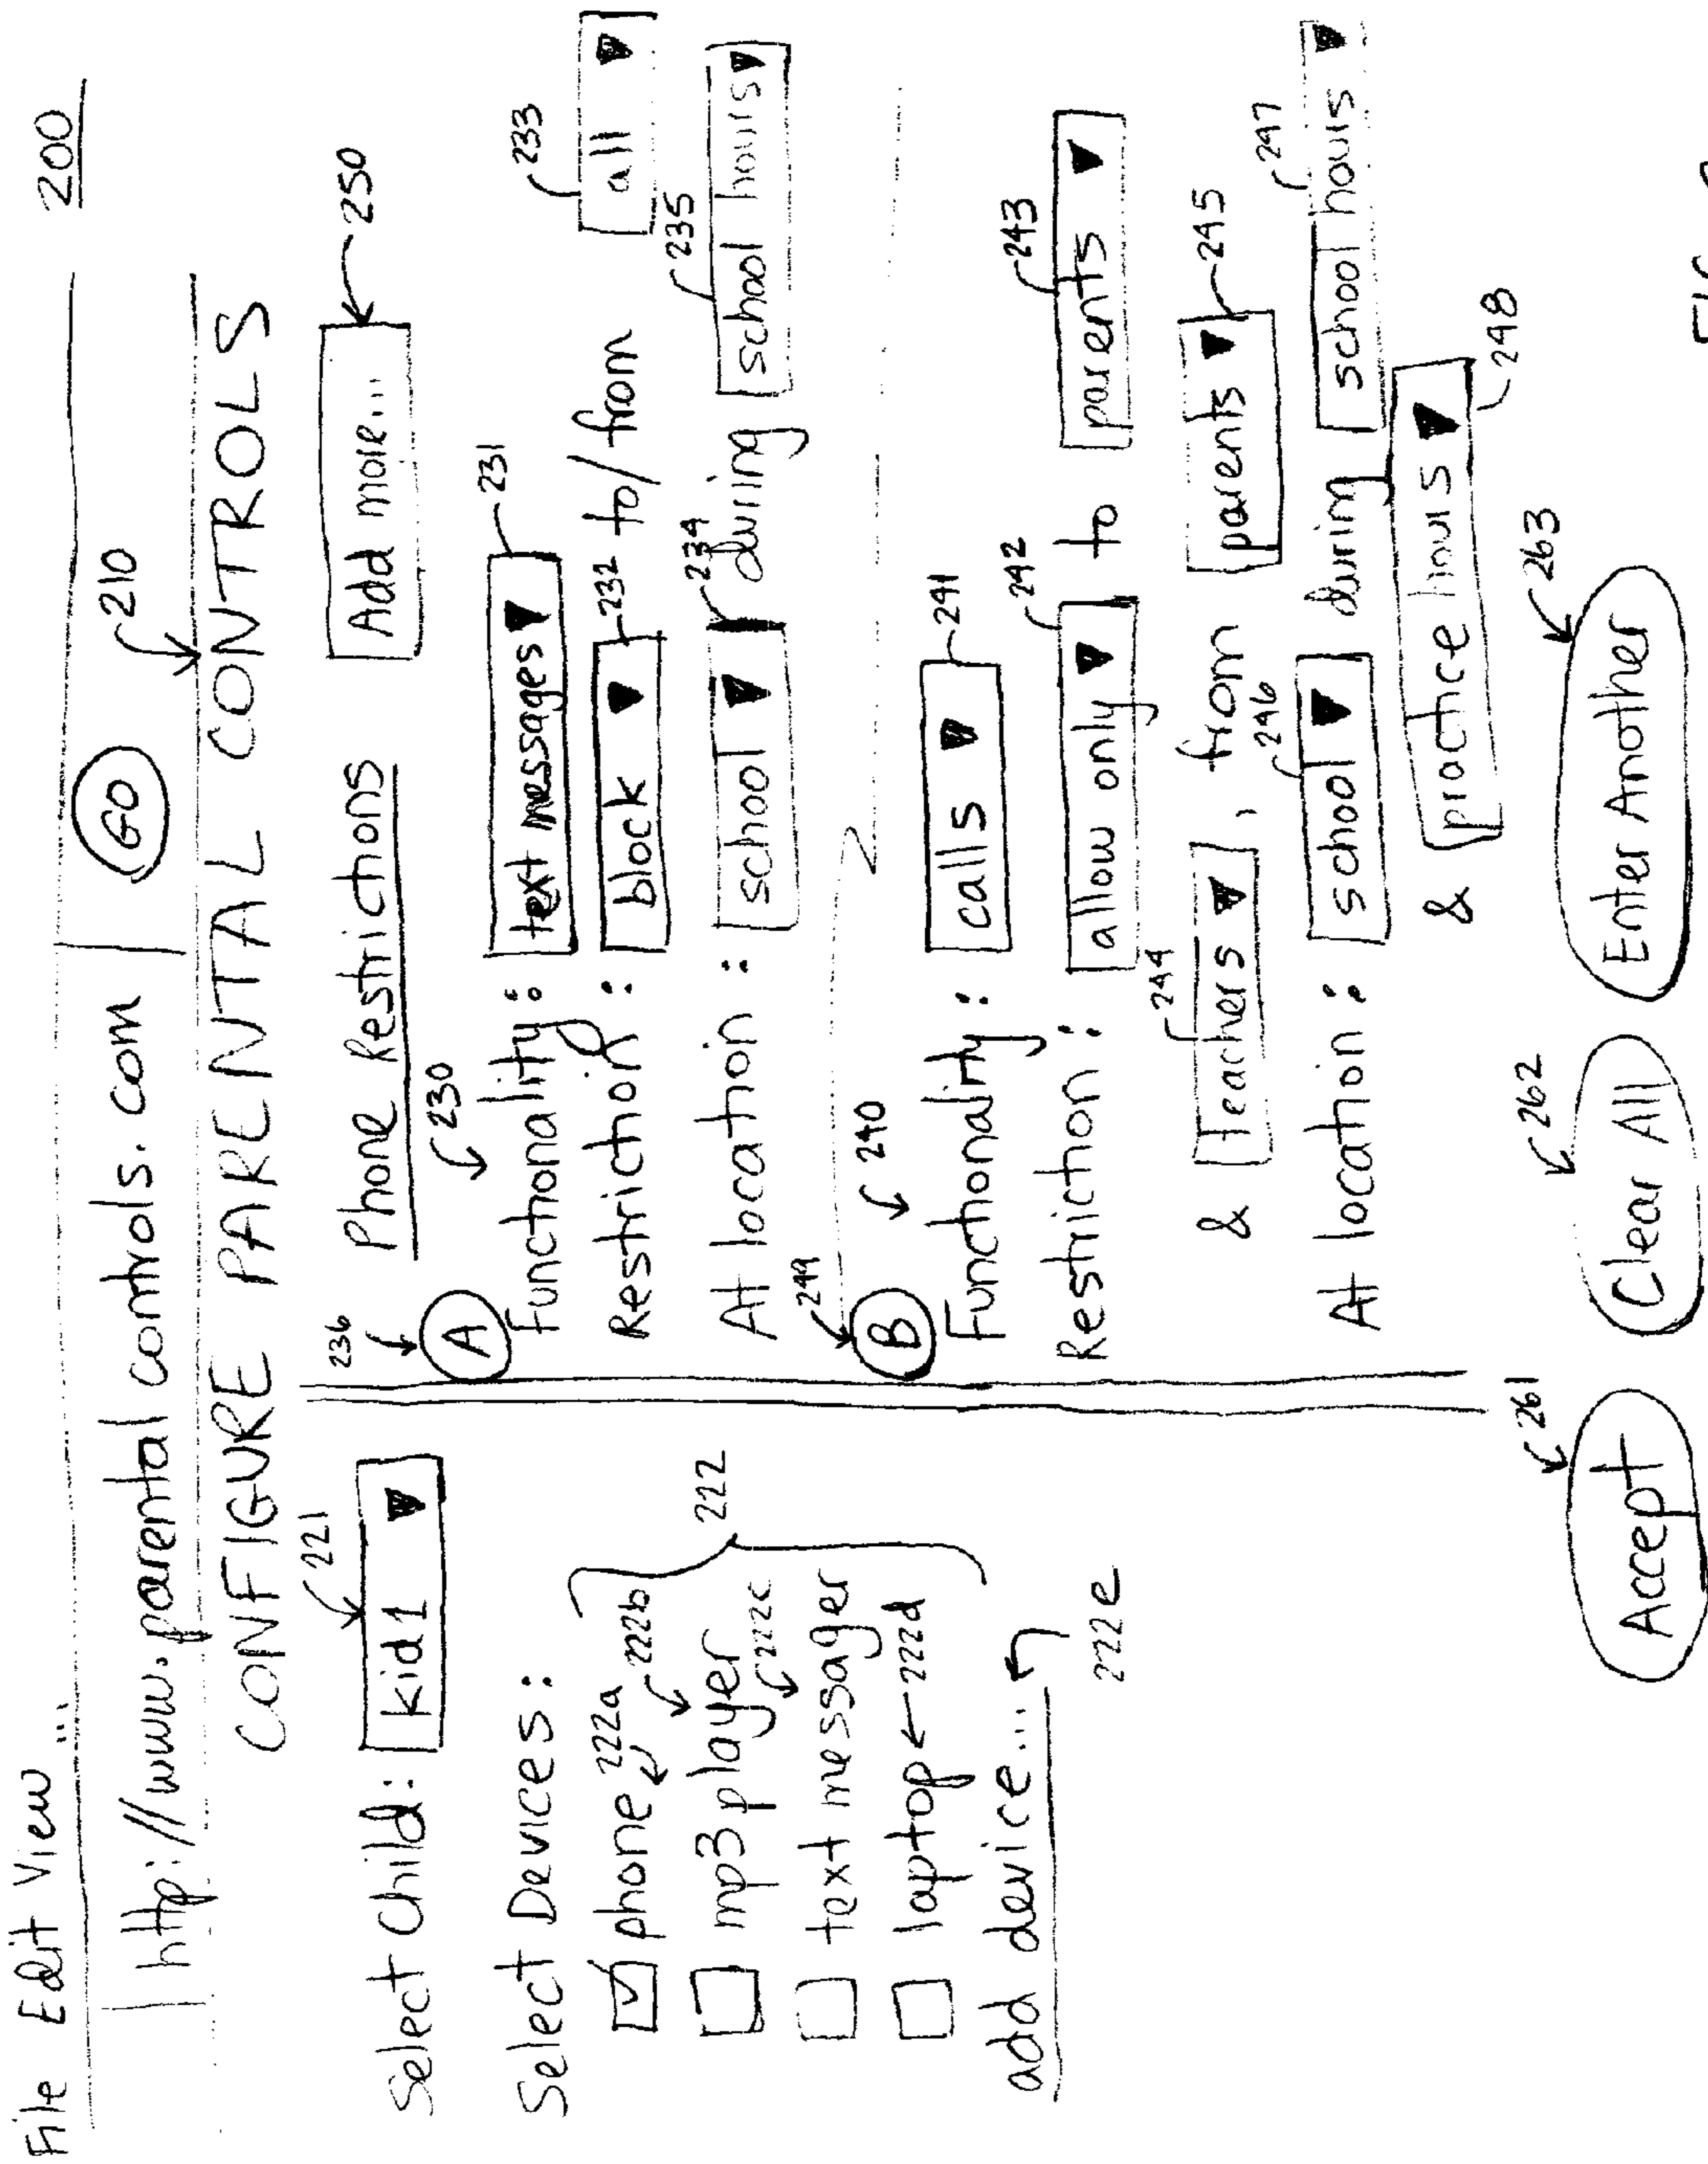 File Edit View ...
200
http://www.parentalcontrols.com GO 210
CONFIGURE PARENTAL CONTROLS
Select Child: kid1 ▼ 221
Select Devices:
☑ phone 222a
☐ mp3 player 222b
☐ text messager 222c
☐ laptop 222d
222
add device... 222e
Phone Restrictions
Add more... 250
236 230
A Functionality: text messages ▼ 231
Restriction: block ▼ 232 to/from all ▼ 233
At location: school ▼ 234 during school hours ▼ 235
249 240
B Functionality: calls ▼ 241
Restriction: allow only ▼ 242 to parents ▼ 243
& teachers ▼ 244, from parents ▼ 245
At location: school ▼ 246 during school hours ▼ 247
& practice hours ▼ 248
Accept 261 Clear All 262 Enter Another 263